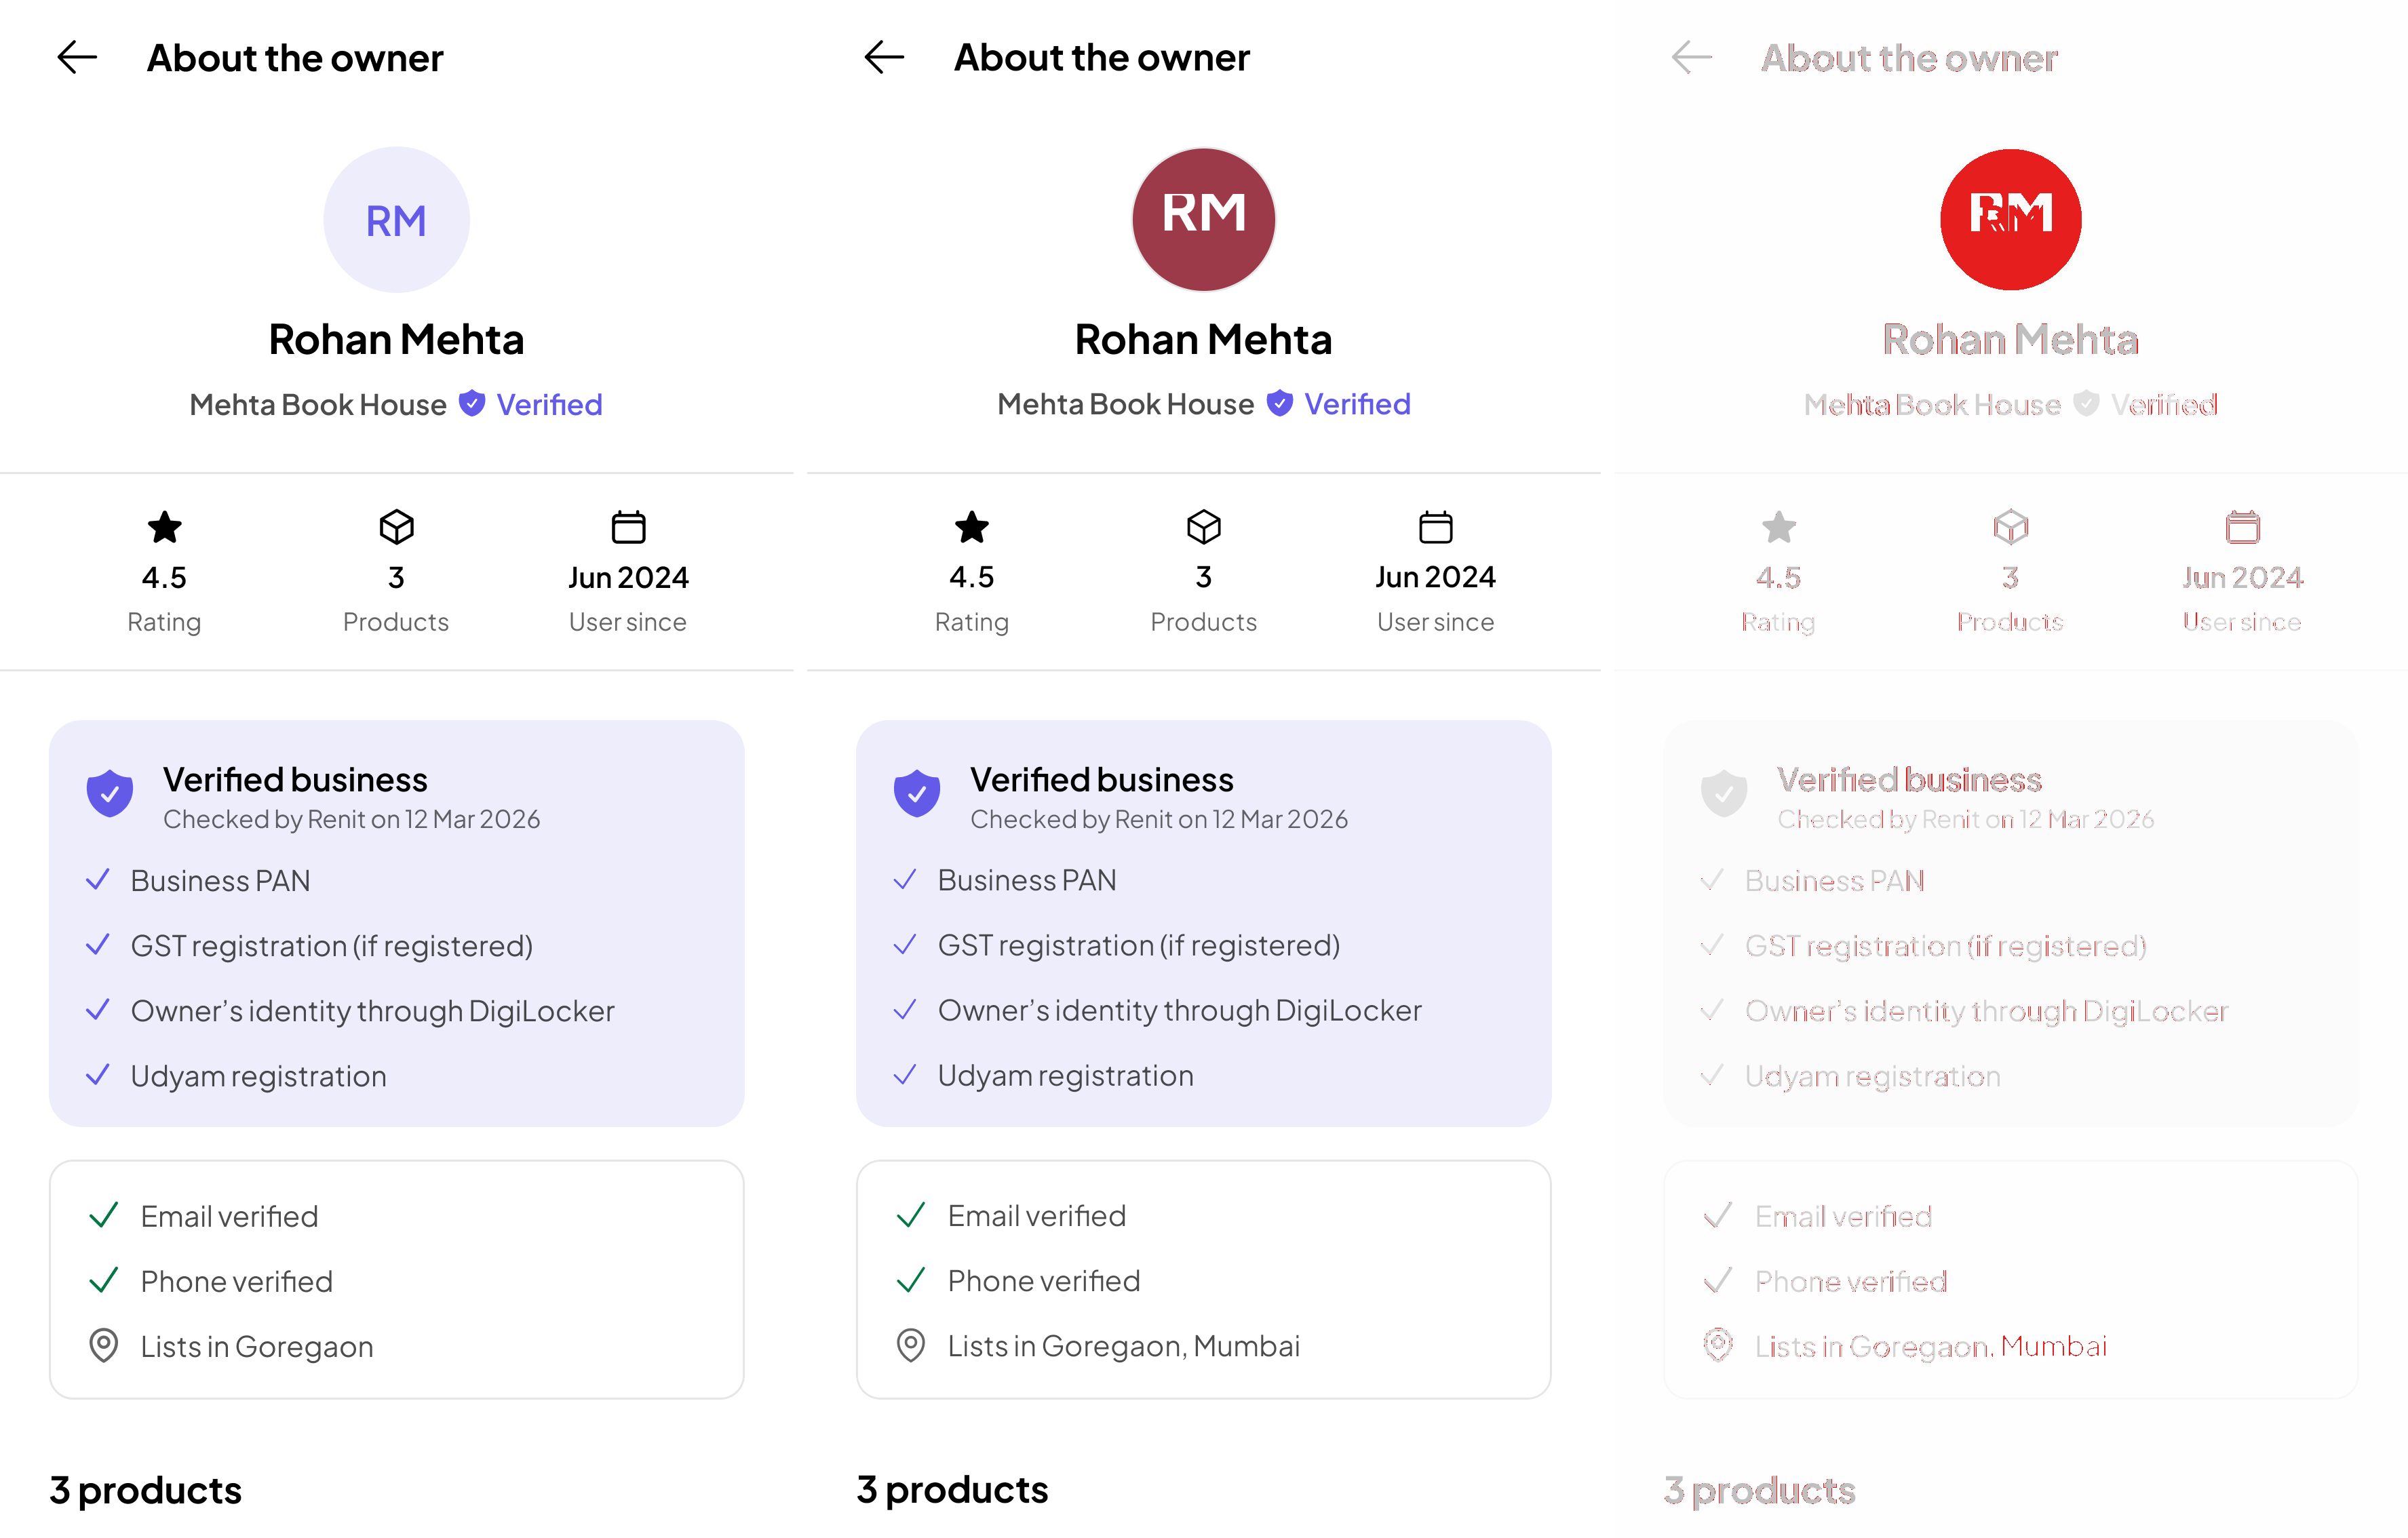 About the owner
RM
Rohan Mehta
Mehta Book House Verified
4.5
Rating
3
Products
Jun 2024
User since
Verified business
Checked by Renit on 12 Mar 2026
Business PAN
GST registration (if registered)
Owner’s identity through DigiLocker
Udyam registration
Email verified
Phone verified
Lists in Goregaon
3 products
About the owner
RM
Rohan Mehta
Mehta Book House Verified
4.5
Rating
3
Products
Jun 2024
User since
Verified business
Checked by Renit on 12 Mar 2026
Business PAN
GST registration (if registered)
Owner’s identity through DigiLocker
Udyam registration
Email verified
Phone verified
Lists in Goregaon, Mumbai
3 products
About the owner
RM
Rohan Mehta
Mehta Book House Verified
4.5
Rating
3
Products
Jun 2024
User since
Verified business
Checked by Renit on 12 Mar 2026
Business PAN
GST registration (if registered)
Owner’s identity through DigiLocker
Udyam registration
Email verified
Phone verified
Lists in Goregaon, Mumbai
3 products